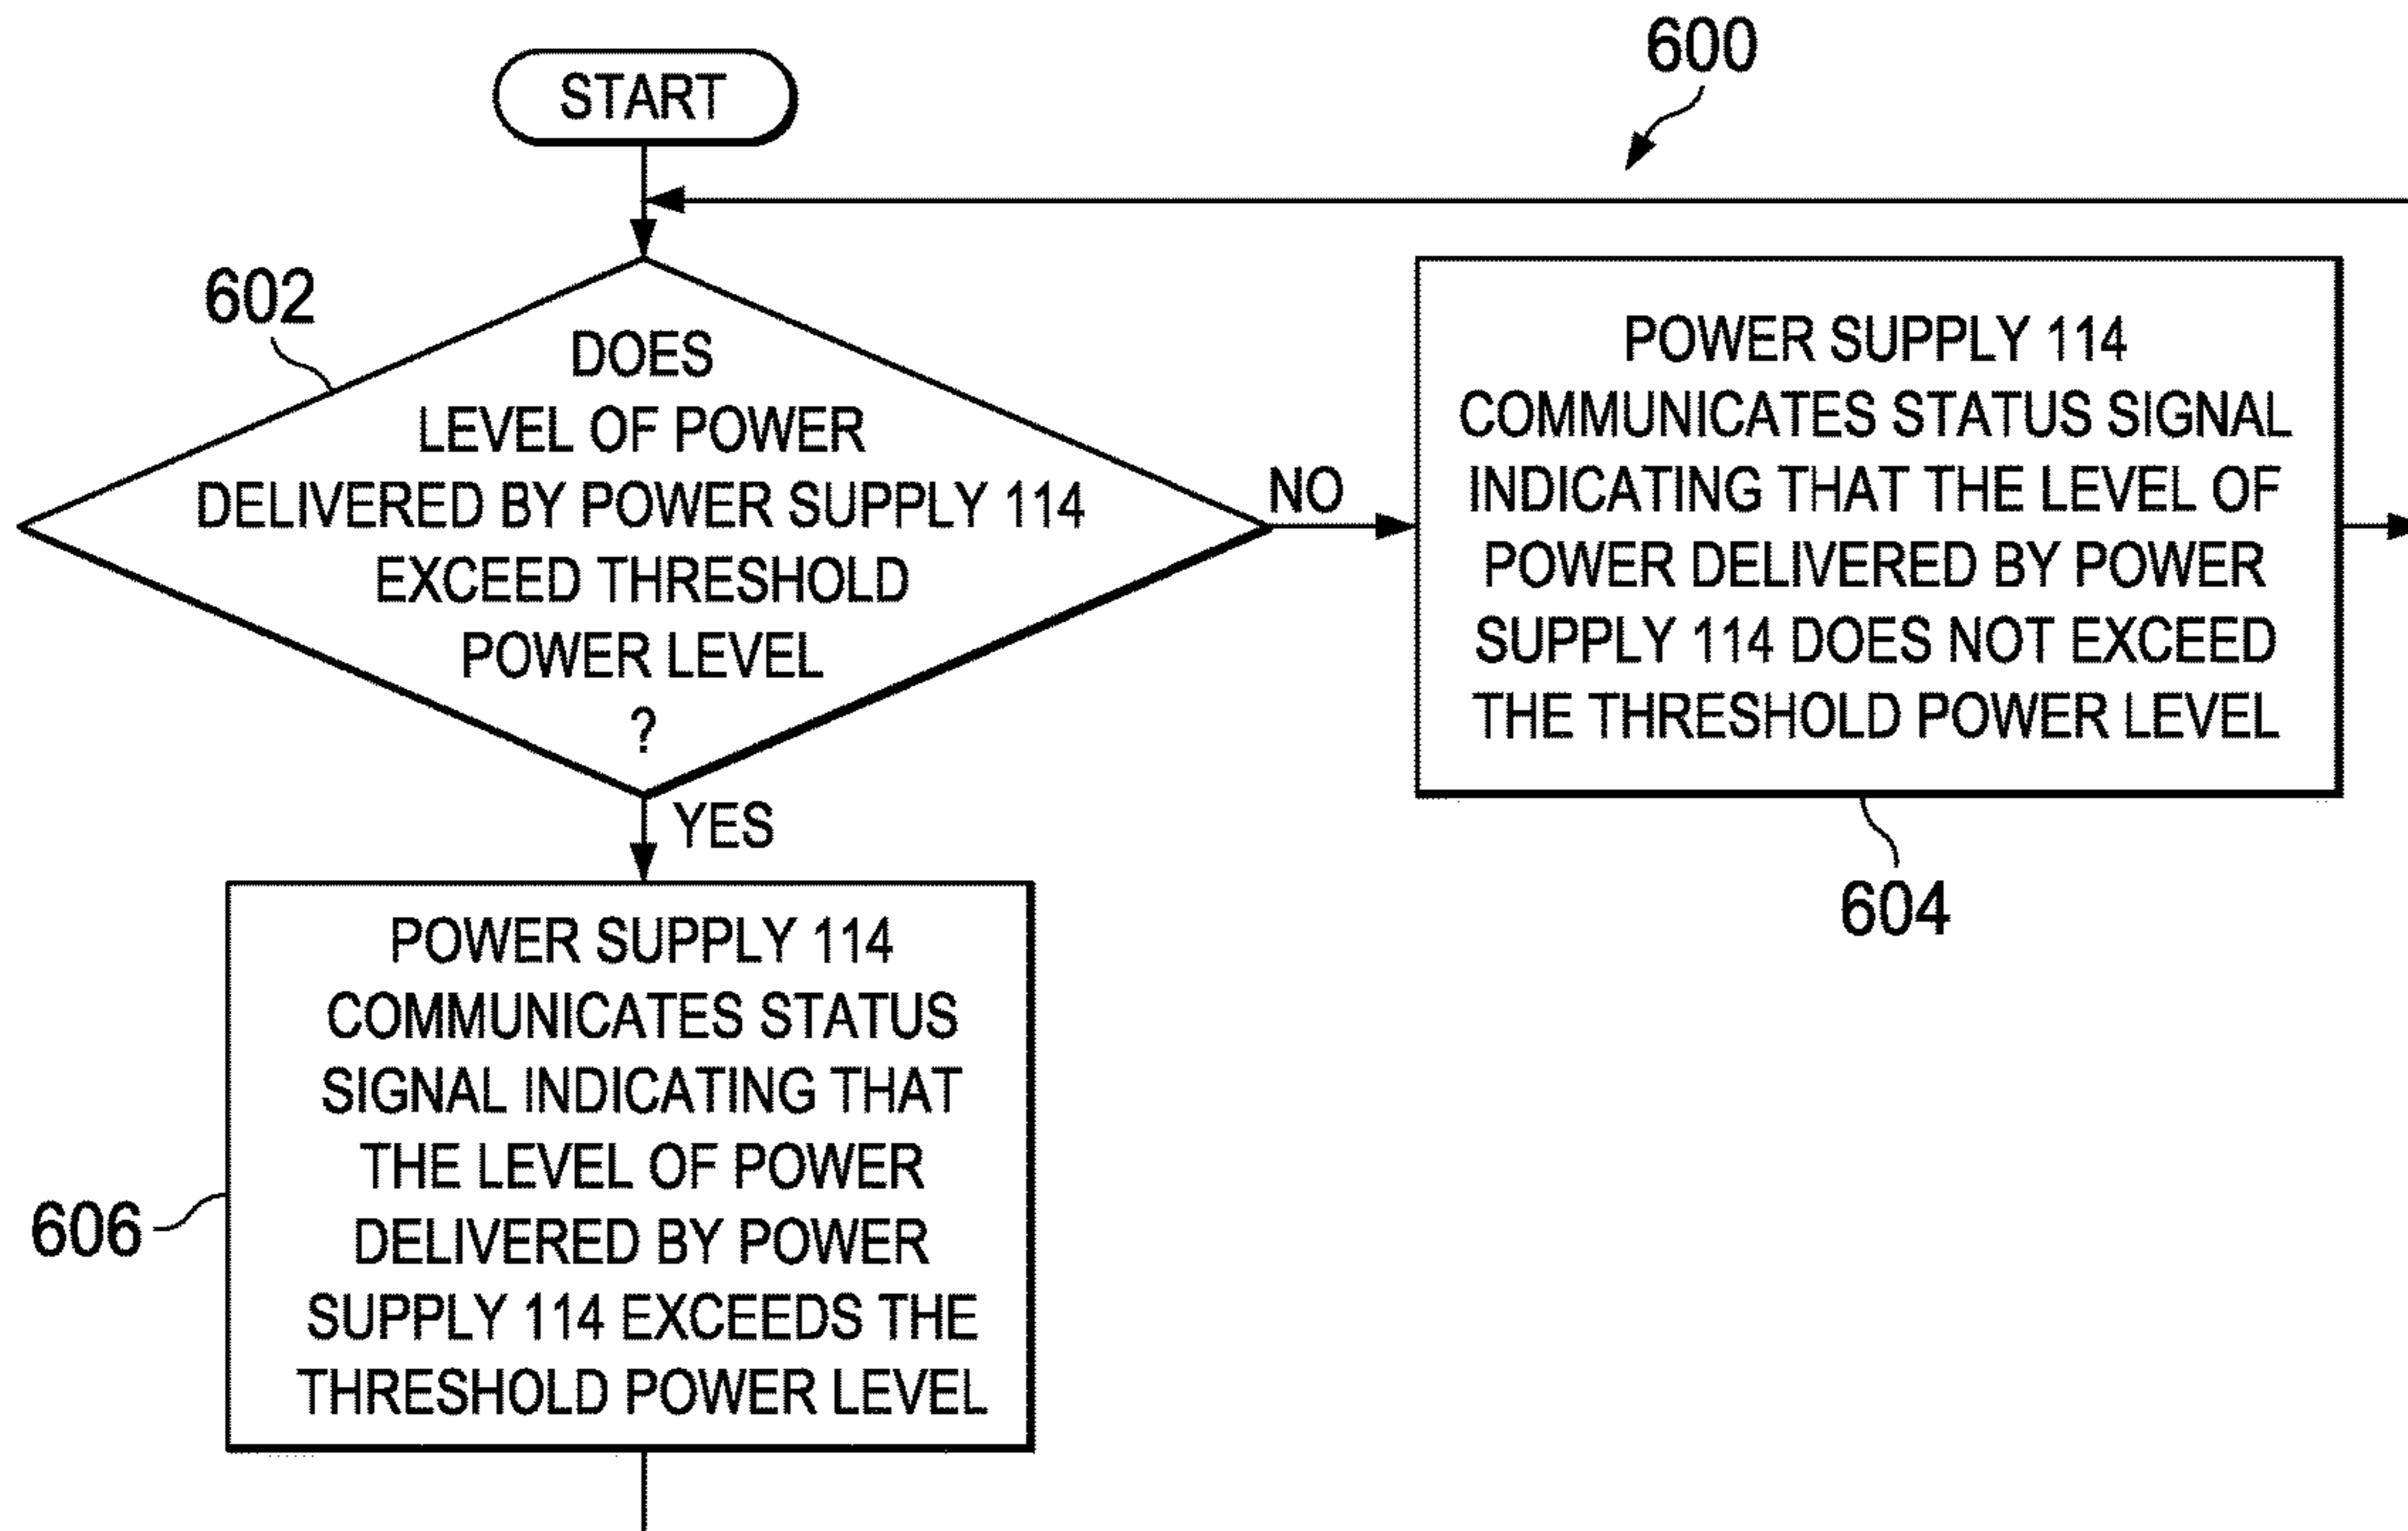 600
START
602
DOES
LEVEL OF POWER
DELIVERED BY POWER SUPPLY 114
EXCEED THRESHOLD
POWER LEVEL
?
NO
POWER SUPPLY 114
COMMUNICATES STATUS SIGNAL
INDICATING THAT THE LEVEL OF
POWER DELIVERED BY POWER
SUPPLY 114 DOES NOT EXCEED
THE THRESHOLD POWER LEVEL
604
YES
POWER SUPPLY 114
COMMUNICATES STATUS
SIGNAL INDICATING THAT
THE LEVEL OF POWER
DELIVERED BY POWER
SUPPLY 114 EXCEEDS THE
THRESHOLD POWER LEVEL
606